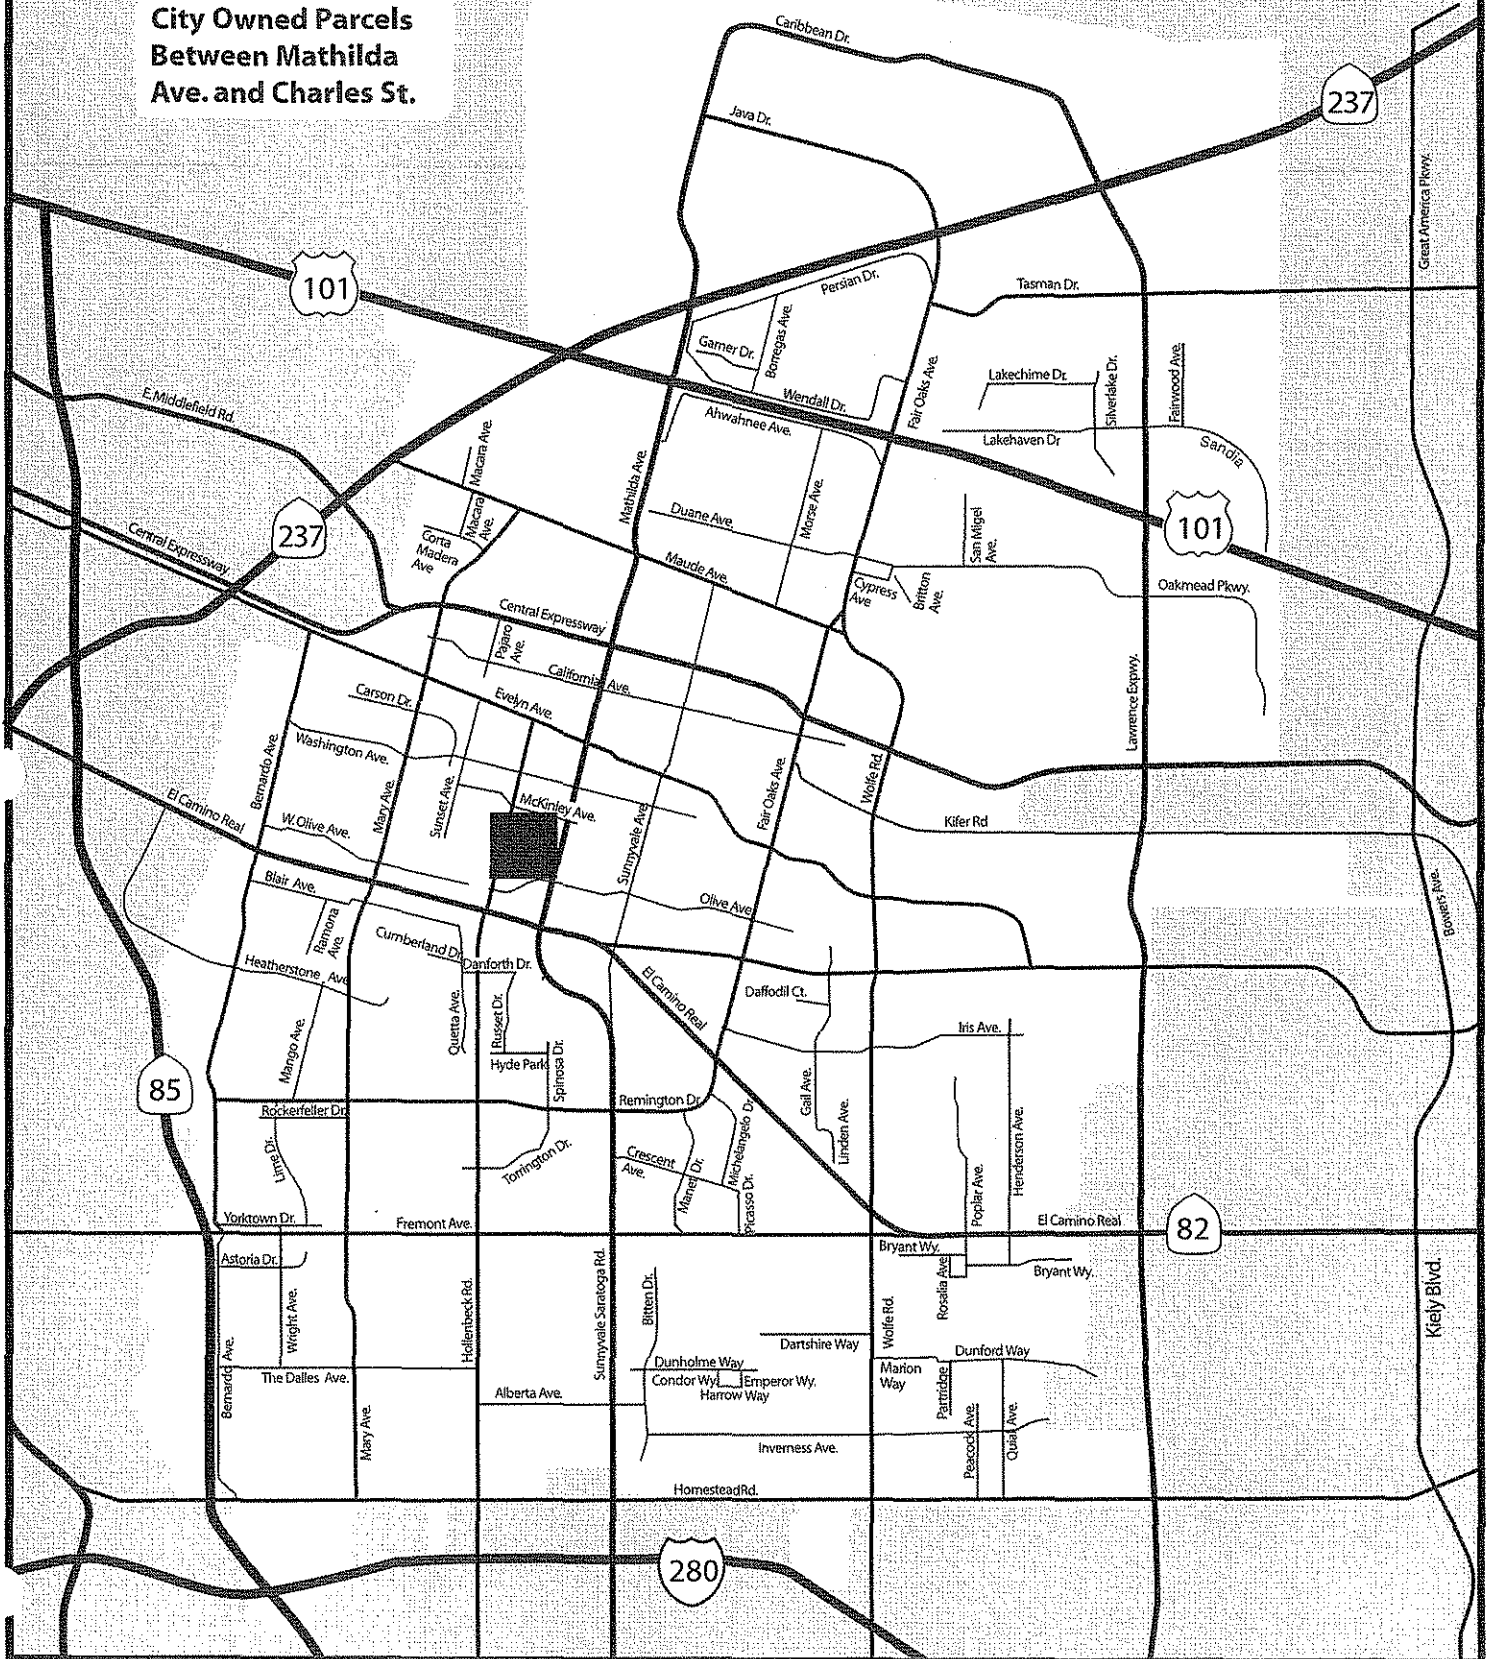 City Owned Parcels
Between Mathilda
Ave. and Charles St.
Caribbean Dr.
237
Java Dr.
Great America Pkwy.
101
Persian Dr.
Tasman Dr.
Borregas Ave.
Garner Dr.
Fair Oaks Ave.
Lakechime Dr.
Silverlake Dr.
Fairwood Ave.
E. Middlefield Rd.
Wendall Dr.
Ahwahnee Ave.
Lakehaven Dr
Sandia
Macara Ave.
Mathilda Ave.
Morse Ave.
Duane Ave.
237
Macara
Ave.
San Migel
Ave.
101
Central Expressway
Corta
Madera
Ave
Maude Ave.
Cypress
Ave
Britton
Ave.
Oakmead Pkwy.
Central Expressway
Pajaro
Ave.
California Ave.
Carson Dr.
Evelyn Ave.
Lawrence Expwy.
Bernardo Ave.
Washington Ave.
Mary Ave.
Sunset Ave.
Fair Oaks Ave.
Wolfe Rd.
El Camino Real
McKinley Ave.
W. Olive Ave.
Sunnyvale Ave.
Kifer Rd
Blair Ave.
Olive Ave
Bowers Ave.
Ramona
Ave.
Cumberland Dr
Danforth Dr.
Heatherstone Ave
El Camino Real
Daffodil Ct.
Quetta Ave.
Russet Dr.
Iris Ave.
Mango Ave.
Hyde Park
Spinosa Dr.
85
Remington Dr.
Gail Ave.
Rockerfeller Dr.
Michelangelo Dr.
Linden Ave.
Henderson Ave.
Lime Dr.
Torrington Dr.
Crescent
Ave.
Manet Dr.
Picasso Dr.
Poplar Ave.
Yorktown Dr.
Fremont Ave.
El Camino Real
82
Astoria Dr.
Bryant Wy.
Bryant Wy.
Rosalia Ave.
Wright Ave.
Hollenbeck Rd.
Sunnyvale Saratoga Rd.
Bitten Dr.
Wolfe Rd.
Kiely Blvd.
Dartshire Way
Dunford Way
Bernardo Ave.
The Dalles Ave.
Dunholme Way
Condor Wy.
Emperor Wy.
Harrow Way
Marion
Way
Partridge
Alberta Ave.
Mary Ave.
Inverness Ave.
Peacock Ave.
Quail Ave.
Homestead Rd.
280